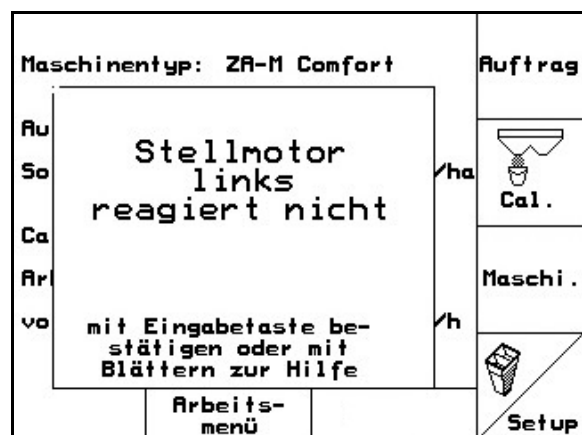 Maschinentyp: ZA-M Comfort
Auftrag
Au
Stellmotor
links
reagiert nicht
So
/ha
Cal.
Ca
Ar
Maschi.
vo
/h
mit Eingabetaste be-
stätigen oder mit
Blättern zur Hilfe
Arbeits-
menü
Setup